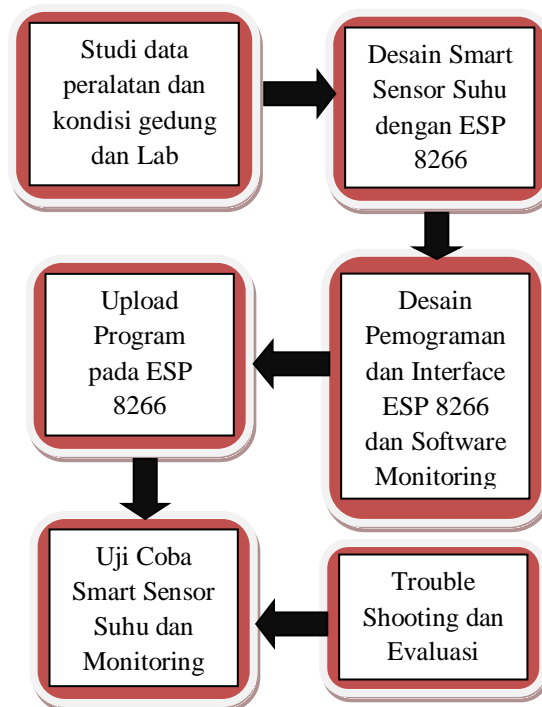 Studi data
peralatan dan
kondisi gedung
dan Lab
Desain Smart
Sensor Suhu
dengan ESP
8266
Desain
Pemograman
dan Interface
ESP 8266
dan Software
Monitoring
Upload
Program
pada ESP
8266
Uji Coba
Smart Sensor
Suhu dan
Monitoring
Trouble
Shooting dan
Evaluasi